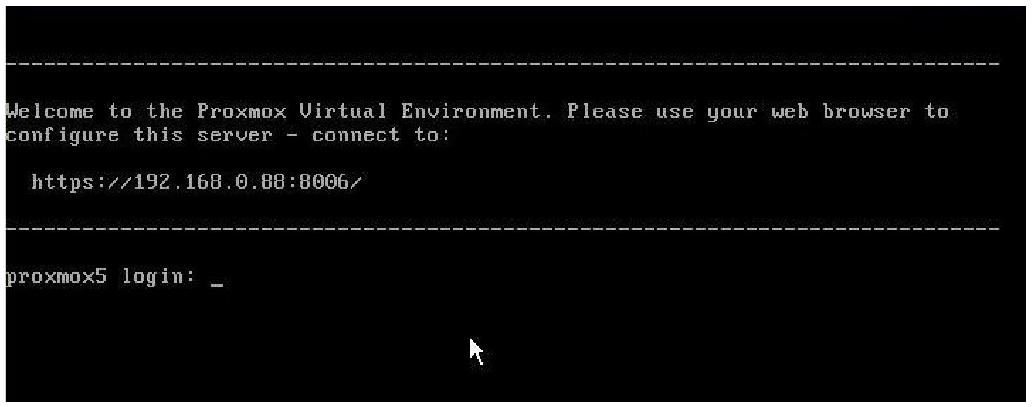 ------------------------------------------------------------------------------
Welcome to the Proxmox Virtual Environment. Please use your web browser to
configure this server - connect to:
https://192.168.0.88:8006/
------------------------------------------------------------------------------
proxmox5 login: _